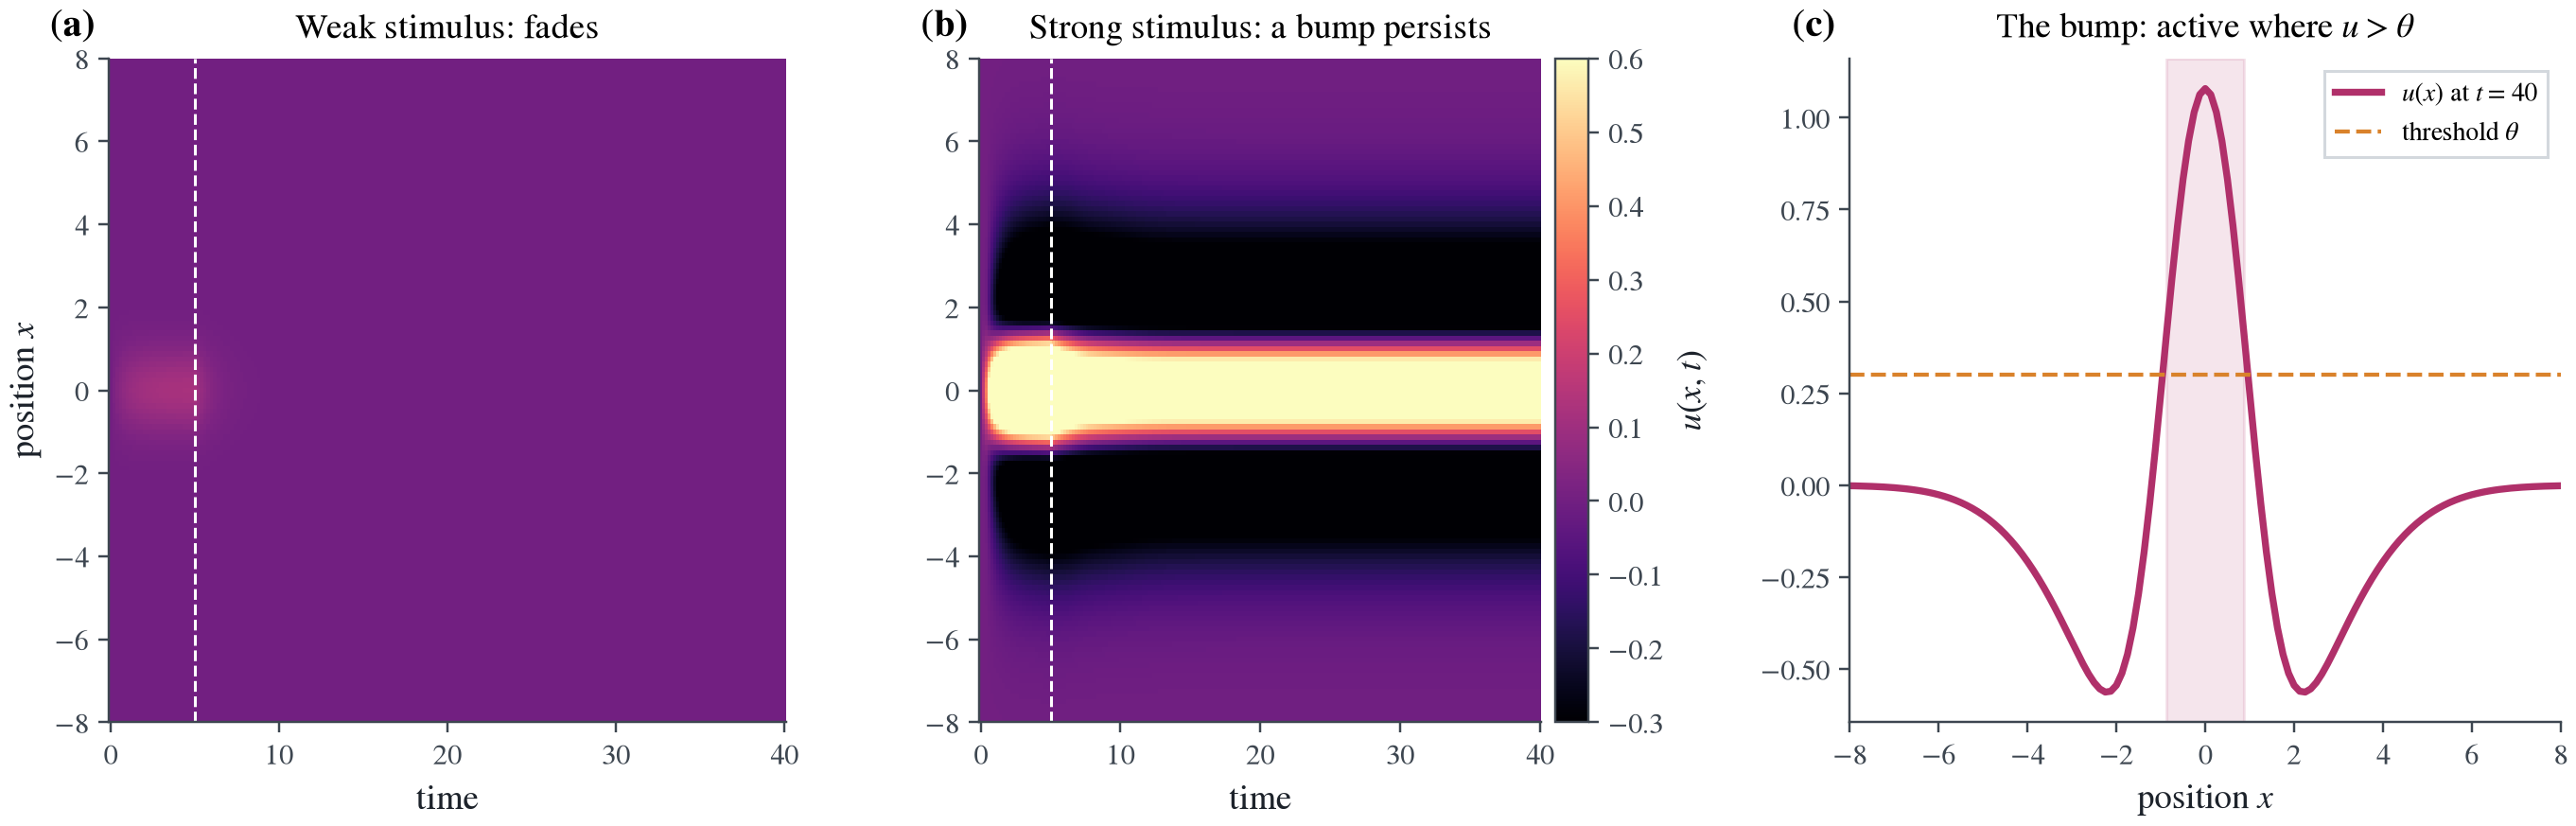 (a) Weak stimulus: fades
8
6
4
2
0
−2
−4
−6
−8
position x
0 10 20 30 40
time
(b) Strong stimulus: a bump persists
8
6
4
2
0
−2
−4
−6
−8
0 10 20 30 40
time
0.6
0.5
0.4
0.3
0.2
0.1
0.0
−0.1
−0.2
−0.3
u(x, t)
(c) The bump: active where u > θ
u(x) at t = 40
threshold θ
1.00
0.75
0.50
0.25
0.00
−0.25
−0.50
−8 −6 −4 −2 0 2 4 6 8
position x